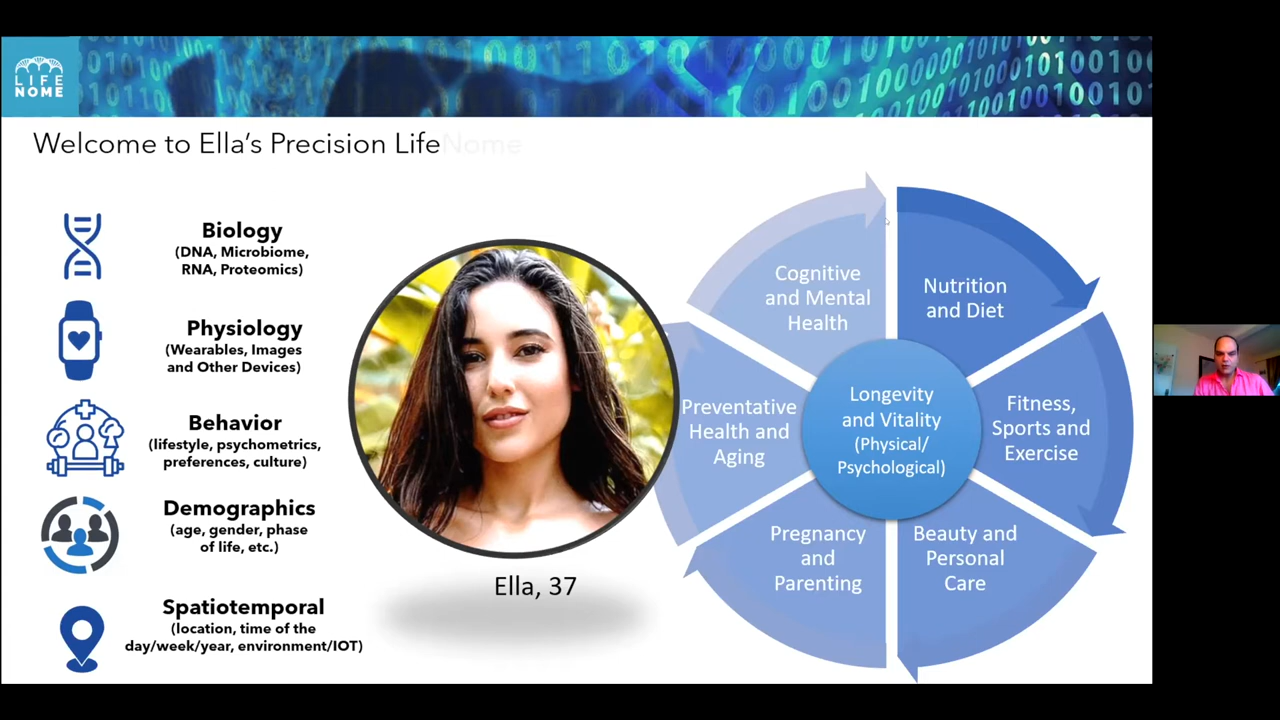 LIFE
NOME
Welcome to Ella's Precision LifeNome
Biology
(DNA, Microbiome,
RNA, Proteomics)
Physiology
(Wearables, Images
and Other Devices)
Behavior
(lifestyle, psychometrics,
preferences, culture)
Demographics
(age, gender, phase
of life, etc.)
Spatiotemporal
(location, time of the
day/week/year, environment/IOT)
Ella, 37
Cognitive
and Mental
Health
Nutrition
and Diet
Preventative
Health and
Aging
Longevity
and Vitality
(Physical/
Psychological)
Fitness,
Sports and
Exercise
Pregnancy
and
Parenting
Beauty and
Personal
Care